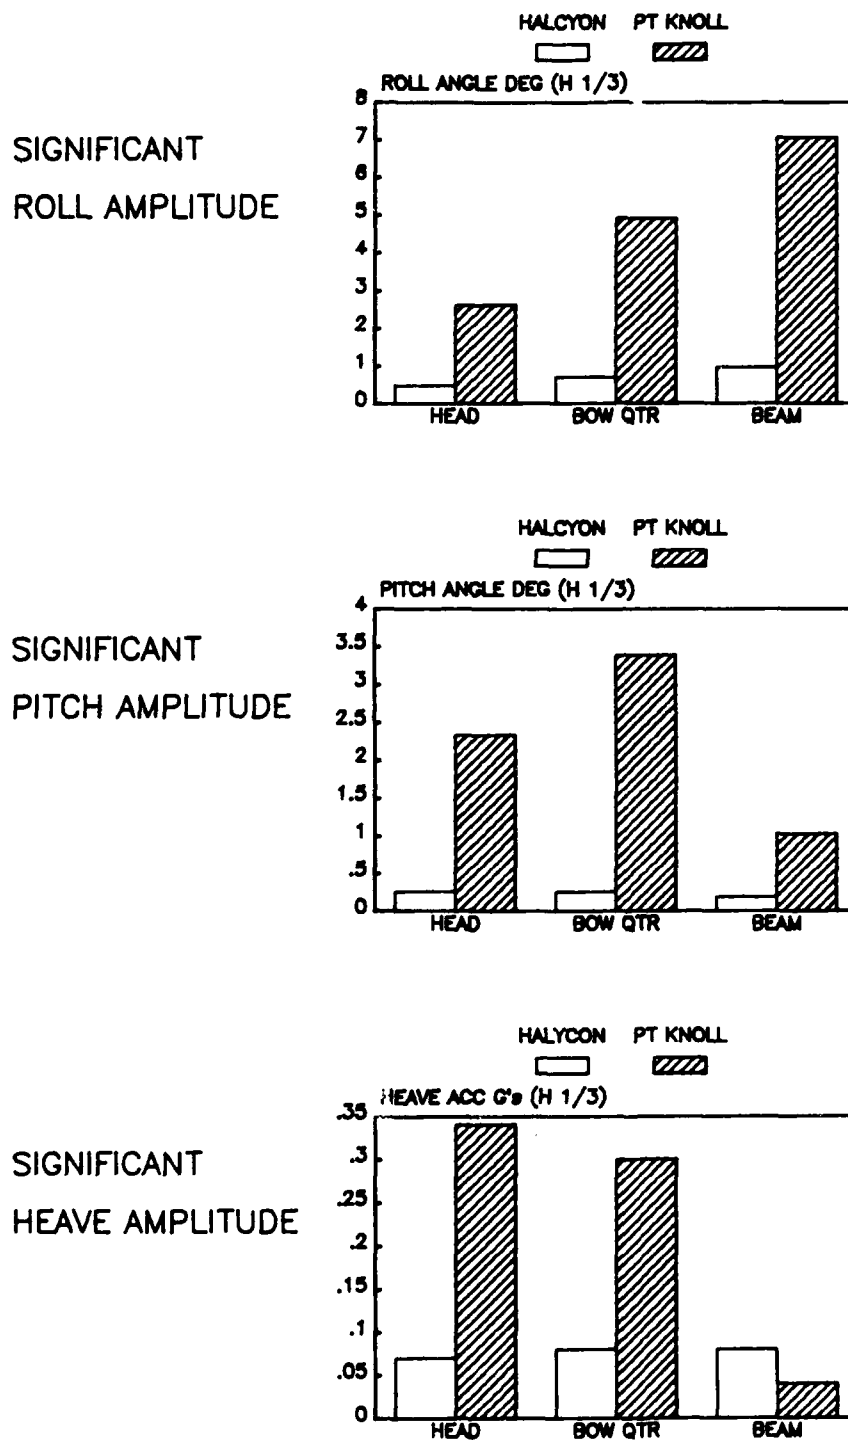 HALCYON PT KNOLL
ROLL ANGLE DEG (H 1/3)
SIGNIFICANT
ROLL AMPLITUDE
8
7
6
5
4
3
2
1
0
HEAD BOW QTR BEAM
HALCYON PT KNOLL
PITCH ANGLE DEG (H 1/3)
SIGNIFICANT
PITCH AMPLITUDE
4
3.5
3
2.5
2
1.5
1
.5
0
HEAD BOW QTR BEAM
HALYCON PT KNOLL
HEAVE ACC G's (H 1/3)
SIGNIFICANT
HEAVE AMPLITUDE
.35
.3
.25
.2
.15
.1
.05
0
HEAD BOW QTR BEAM